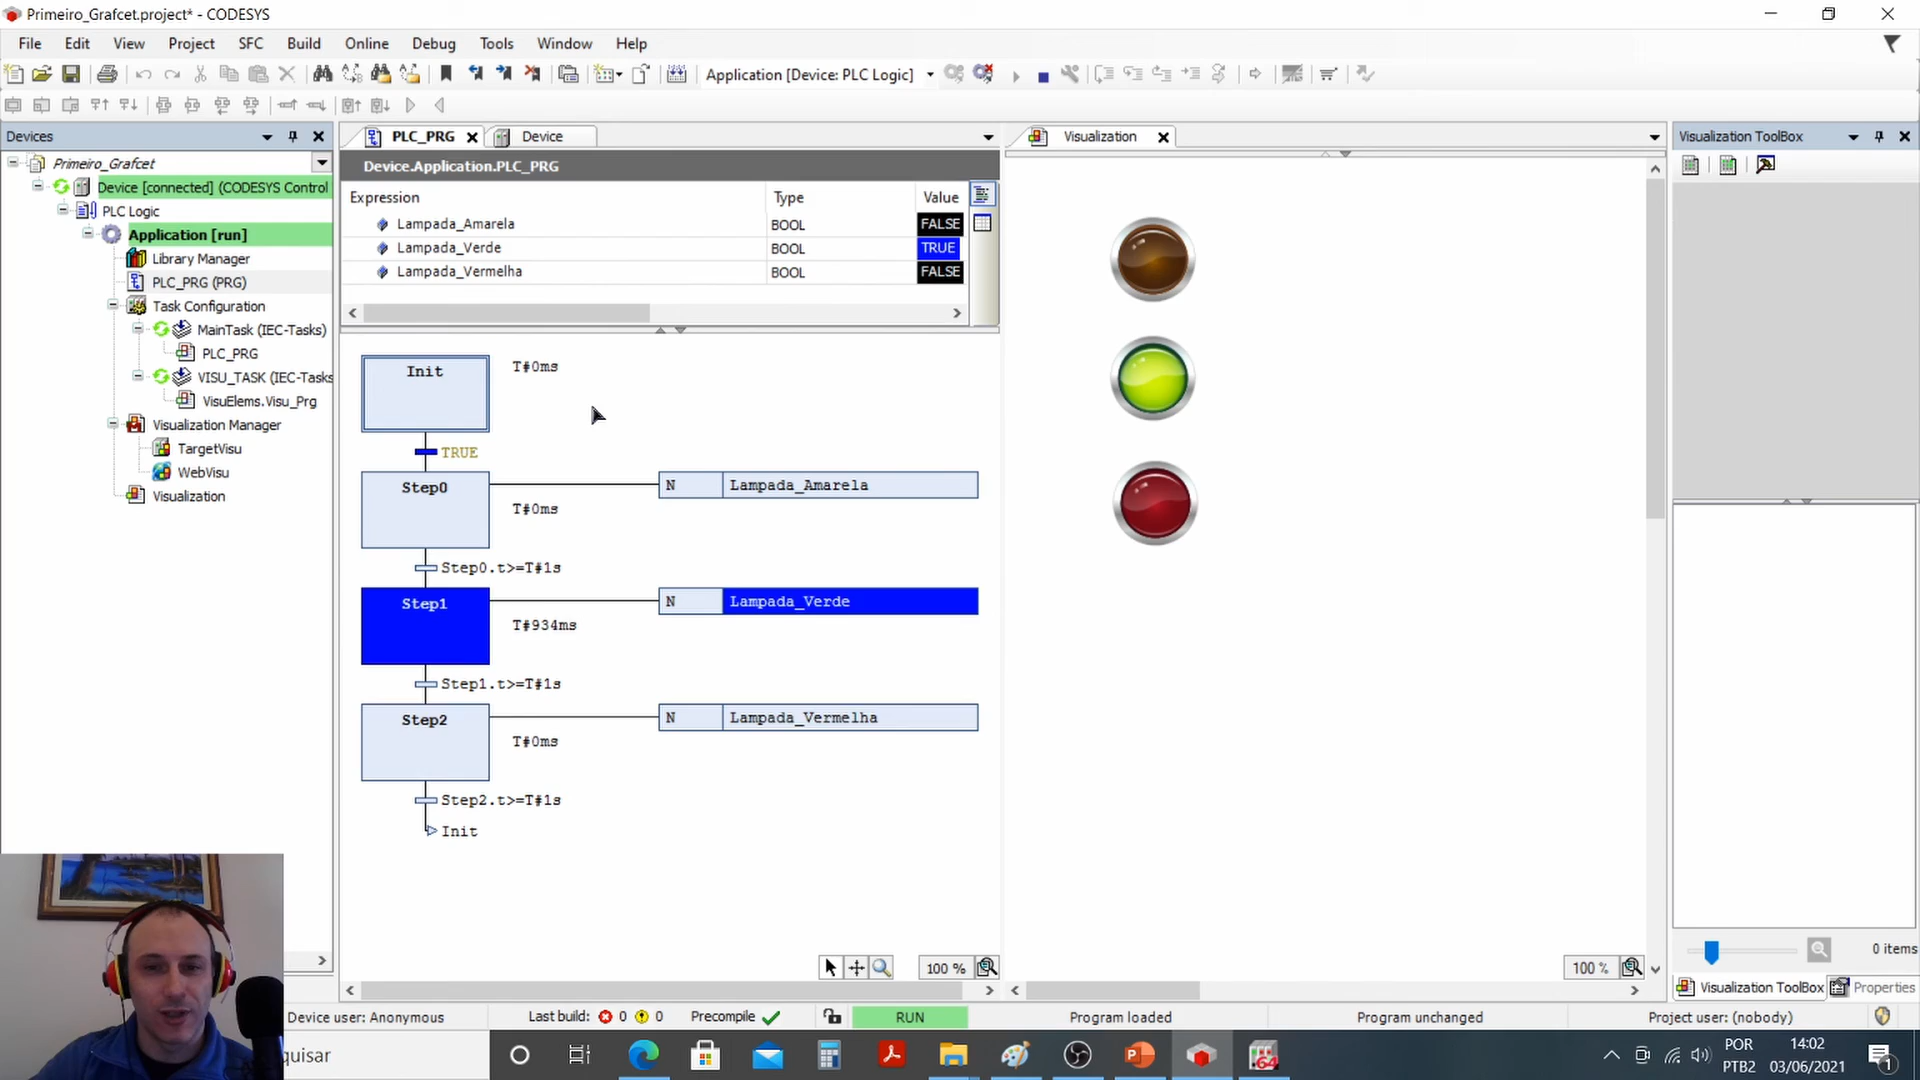 Primeiro_Grafcet.project* - CODESYS
File Edit View Project SFC Build Online Debug Tools Window Help
Application [Device: PLC Logic]
Devices
Primeiro_Grafcet
Device [connected] (CODESYS Control
PLC Logic
Application [run]
Library Manager
PLC_PRG (PRG)
Task Configuration
MainTask (IEC-Tasks)
PLC_PRG
VISU_TASK (IEC-Tasks
VisuElems.Visu_Prg
Visualization Manager
TargetVisu
WebVisu
Visualization
PLC_PRG
Device
Device.Application.PLC_PRG
Expression Type Value
Lampada_Amarela BOOL FALSE
Lampada_Verde BOOL TRUE
Lampada_Vermelha BOOL FALSE
Init T#0ms
TRUE
Step0 N Lampada_Amarela
T#0ms
Step0.t>=T#1s
Step1 N Lampada_Verde
T#934ms
Step1.t>=T#1s
Step2 N Lampada_Vermelha
T#0ms
Step2.t>=T#1s
Init
100 %
Visualization
100 %
Visualization ToolBox
0 items
Visualization ToolBox Properties
Device user: Anonymous Last build: 0 0 Precompile RUN Program loaded Program unchanged Project user: (nobody)
quisar
64
POR
PTB2
14:02
03/06/2021
1